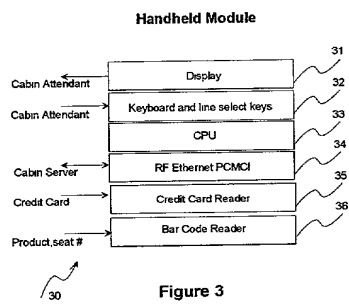 Handheld Module
31
Display
Cabin Attendant
32
Keyboard and line select keys
Cabin Attendant
33
CPU
34
RF Ethernet PCMCI
Cabin Server
35
Credit Card Reader
Credit Card
36
Bar Code Reader
Product,seat #
30
Figure 3